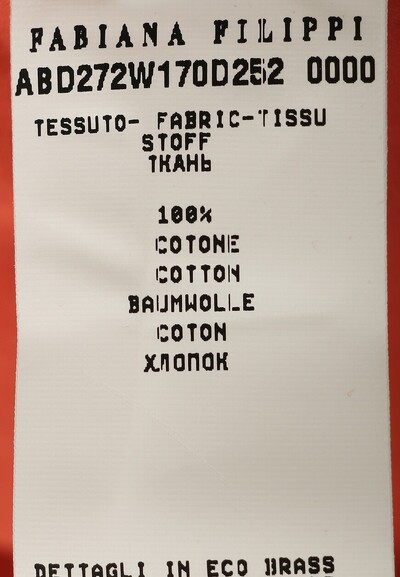 FABIANA FILIPPI
ABD272W170D252 0000
TESSUTO- FABRIC-TISSU
STOFF
ТКАНЬ
100%
COTONE
COTTON
BAUMWOLLE
COTON
ХЛОПОК
DETTAGLI IN ECO BRASS